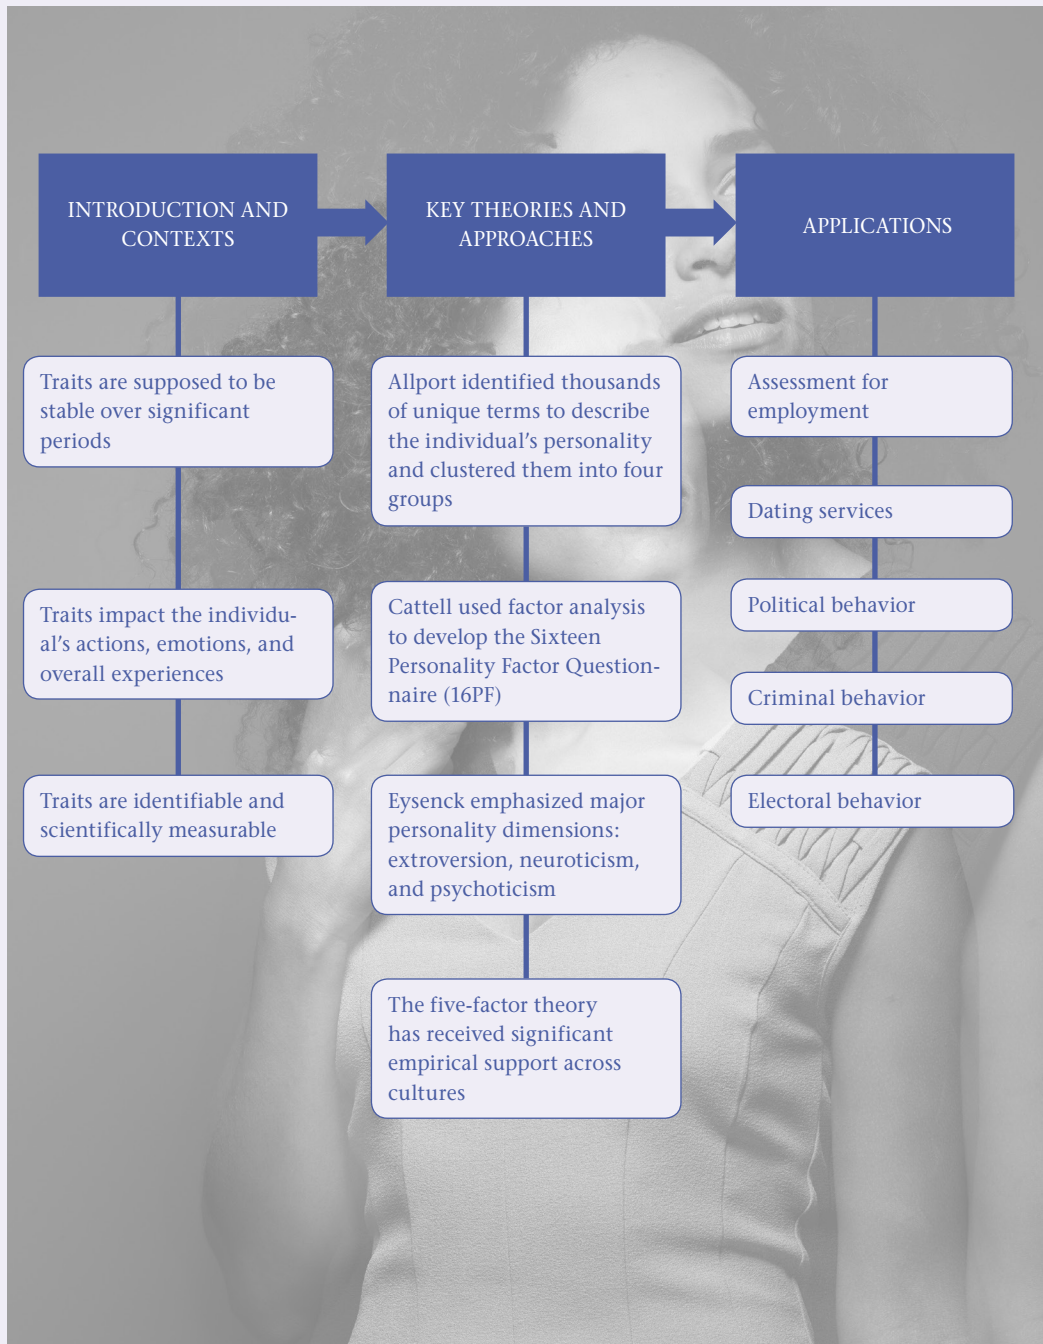 INTRODUCTION AND
CONTEXTS
KEY THEORIES AND
APPROACHES
APPLICATIONS
Traits are supposed to be
stable over significant
periods
Traits impact the individu-
al's actions, emotions, and
overall experiences
Traits are identifiable and
scientifically measurable
Allport identified thousands
of unique terms to describe
the individual's personality
and clustered them into four
groups
Cattell used factor analysis
to develop the Sixteen
Personality Factor Question-
naire (16PF)
Eysenck emphasized major
personality dimensions:
extroversion, neuroticism,
and psychoticism
The five-factor theory
has received significant
empirical support across
cultures
Assessment for
employment
Dating services
Political behavior
Criminal behavior
Electoral behavior